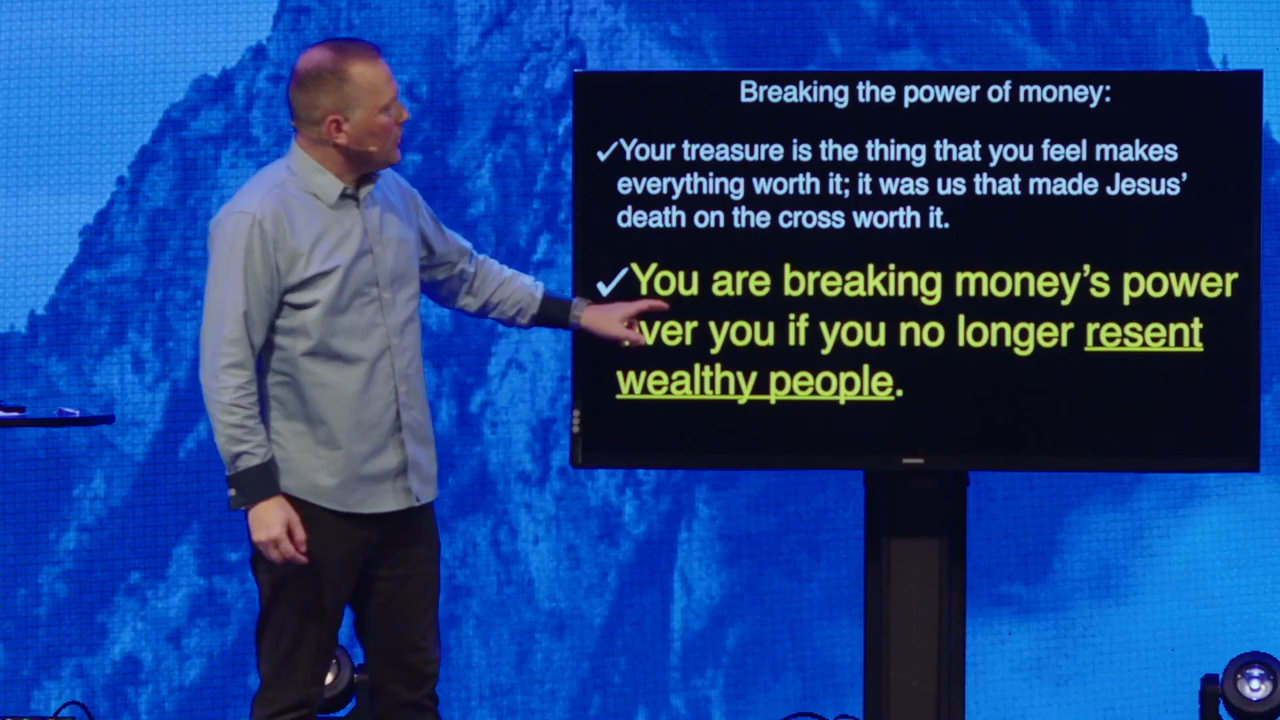 Breaking the power of money:
✓Your treasure is the thing that you feel makes
everything worth it; it was us that made Jesus’
death on the cross worth it.
✓You are breaking money’s power
over you if you no longer resent
wealthy people.
SAMSUNG